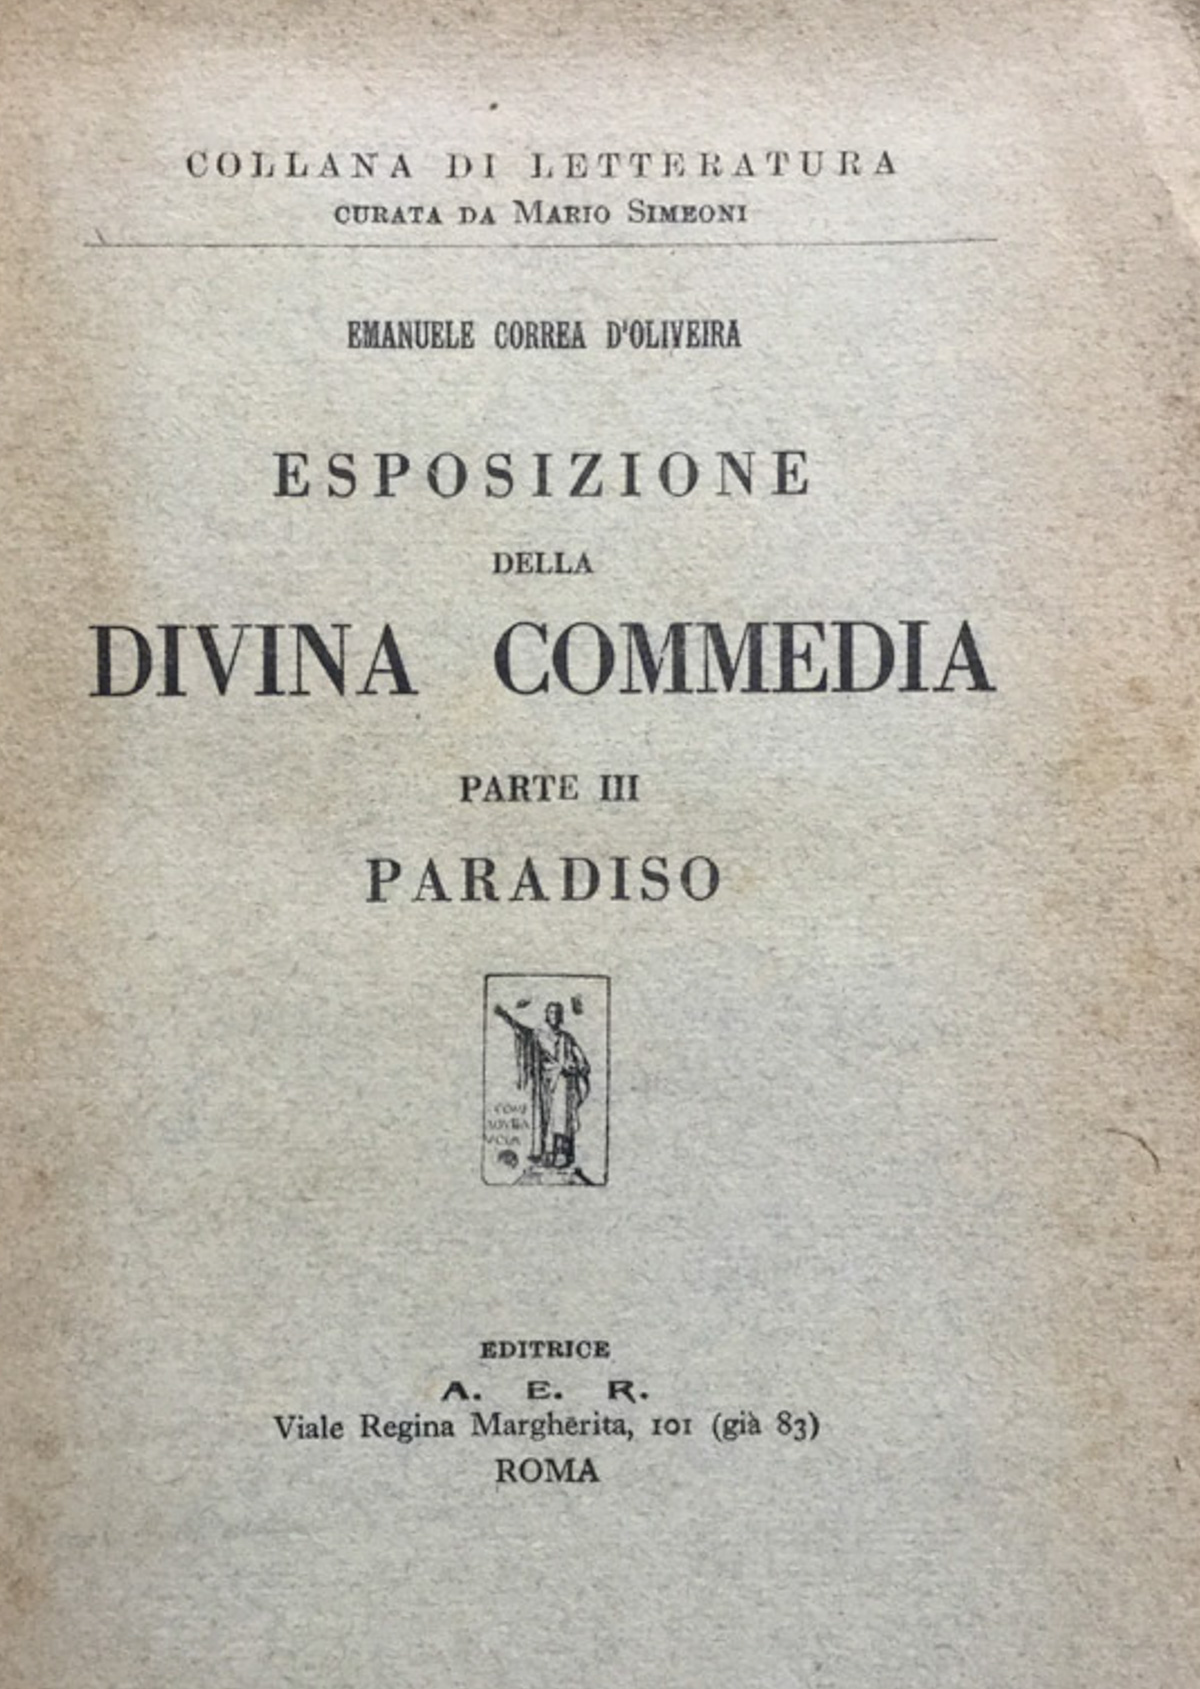 COLLANA DI LETTERATURA
CURATA DA MARIO SIMEONI
EMANUELE CORREA D'OLIVEIRA
ESPOSIZIONE
DELLA
DIVINA COMMEDIA
PARTE III
PARADISO
EDITRICE
A. E. R.
Viale Regina Margherita, 101 (già 83)
ROMA